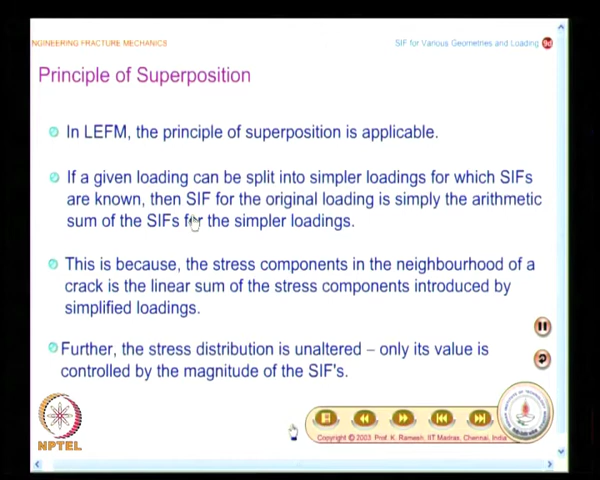 NGINEERING FRACTURE MECHANICS
SIF for Various Geometries and Loading 9d
Principle of Superposition
In LEFM, the principle of superposition is applicable.
If a given loading can be split into simpler loadings for which SIFs
are known, then SIF for the original loading is simply the arithmetic
sum of the SIFs for the simpler loadings.
This is because, the stress components in the neighbourhood of a
crack is the linear sum of the stress components introduced by
simplified loadings.
Further, the stress distribution is unaltered – only its value is
controlled by the magnitude of the SIF's.
NPTEL
Copyright © 2003 Prof. K. Ramesh, IIT Madras, Chennai, India